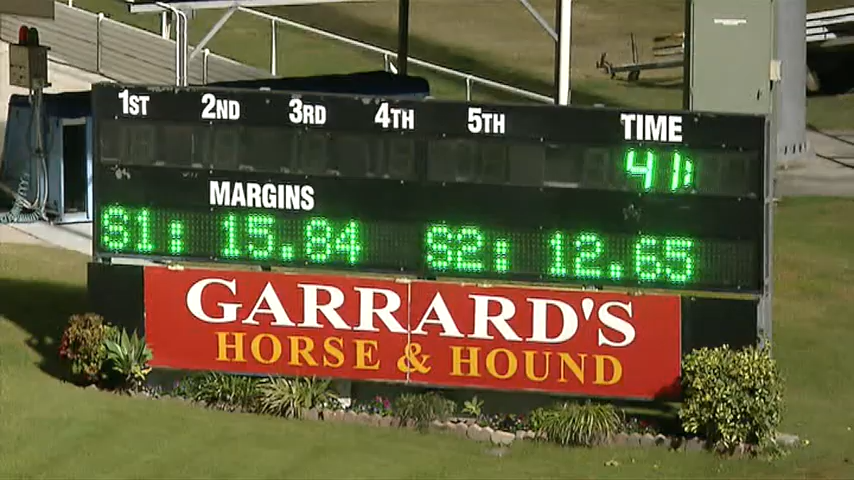 1ST 2ND 3RD 4TH 5TH TIME
41
MARGINS
S1: 15.84 S2: 12.65
GARRARD'S
HORSE & HOUND